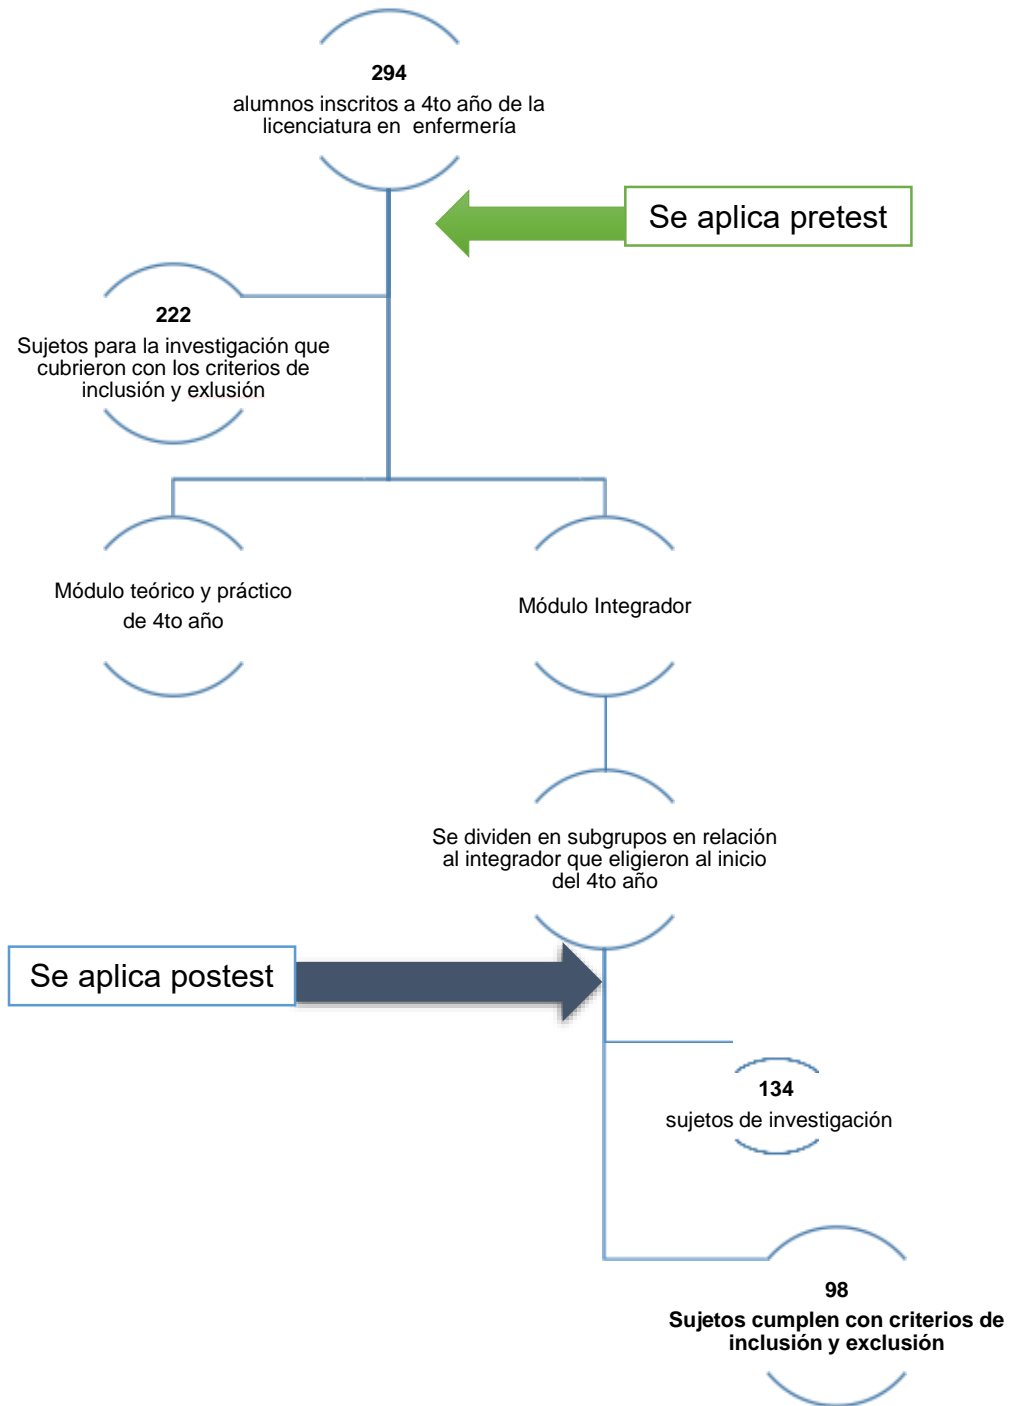 294
alumnos inscritos a 4to año de la
licenciatura en enfermería
Se aplica pretest
222
Sujetos para la investigación que
cubrieron con los criterios de
inclusión y exlusión
Módulo teórico y práctico
de 4to año
Módulo Integrador
Se dividen en subgrupos en relación
al integrador que eligieron al inicio
del 4to año
Se aplica postest
134
sujetos de investigación
98
Sujetos cumplen con criterios de
inclusión y exclusión